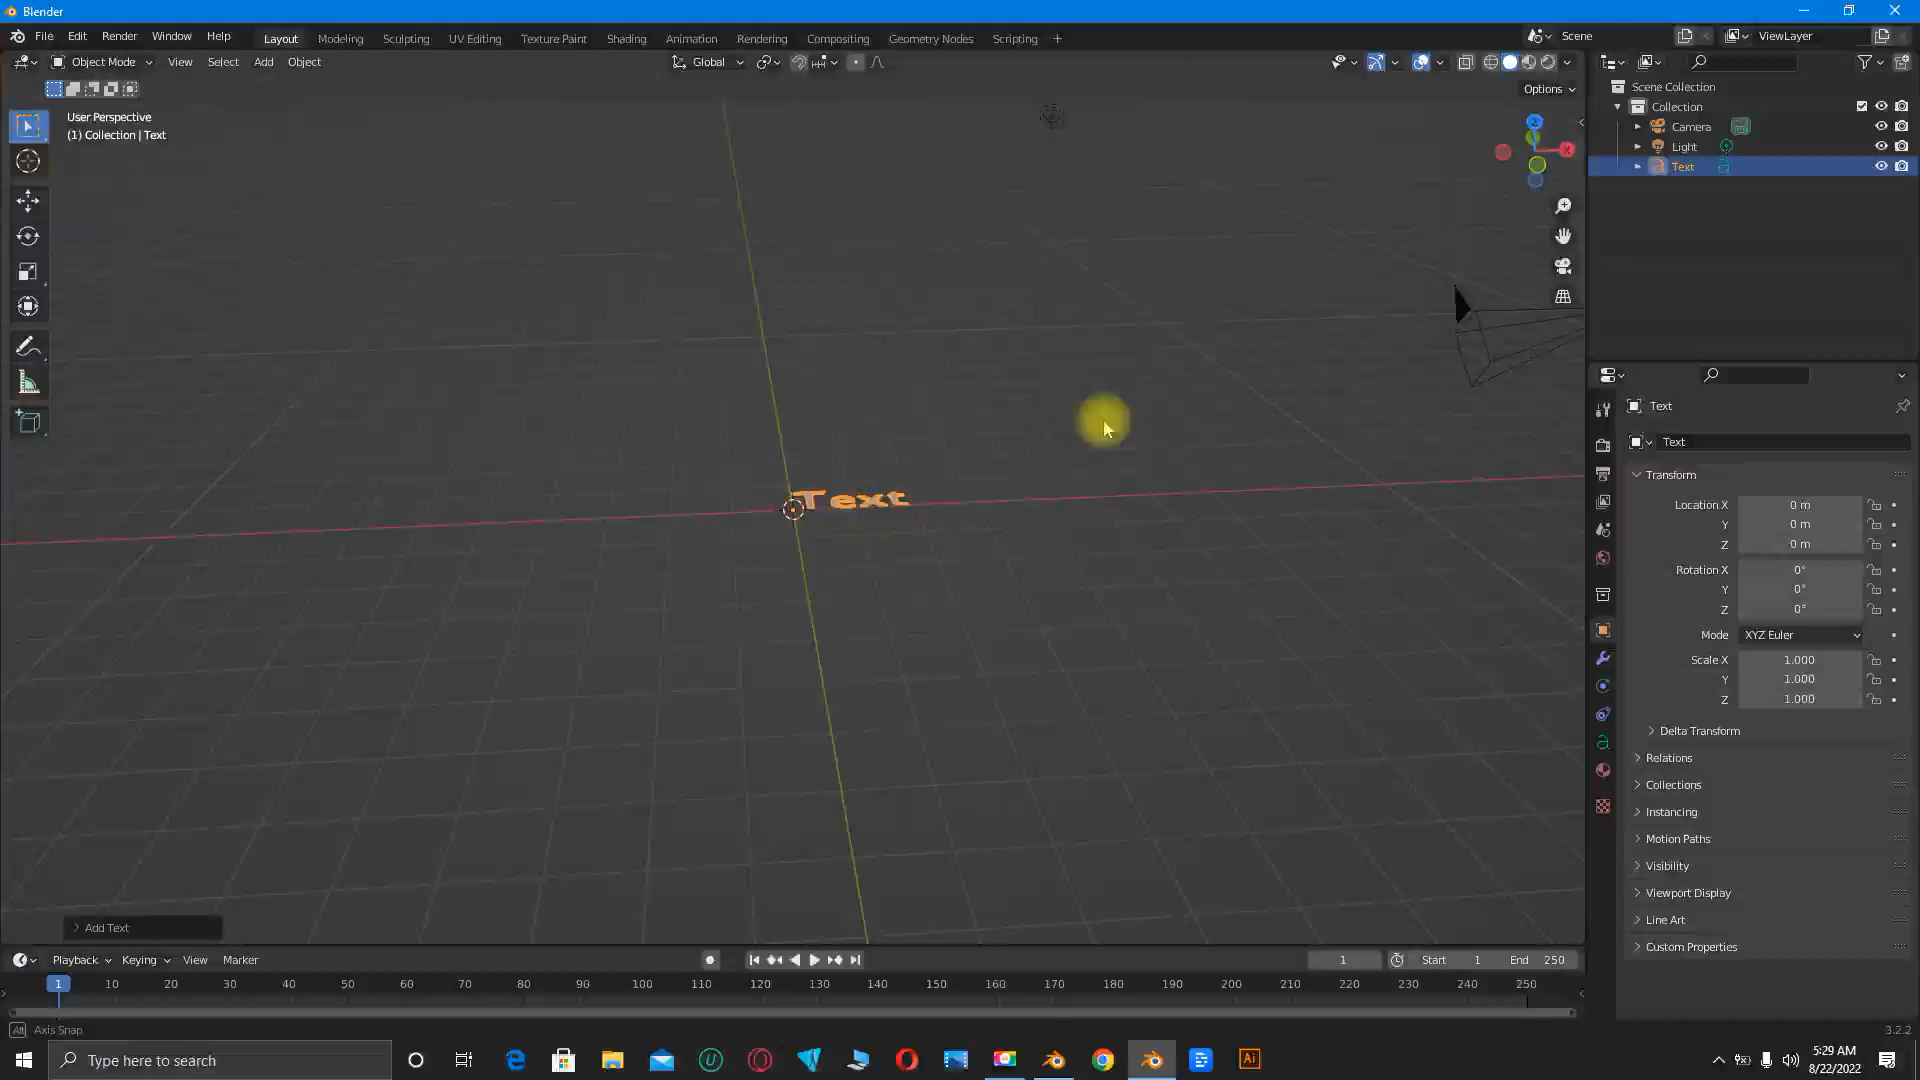 Blender
File Edit Render Window Help
Layout Modeling Sculpting UV Editing Texture Paint Shading Animation Rendering Compositing Geometry Nodes Scripting +
Scene
ViewLayer
Object Mode View Select Add Object
Global
Options
User Perspective
(1) Collection | Text
Z
X
Text
Add Text
Scene Collection
Collection
Camera
Light
Text
Text
Text
Transform
Location X 0 m
Y 0 m
Z 0 m
Rotation X 0°
Y 0°
Z 0°
Mode XYZ Euler
Scale X 1.000
Y 1.000
Z 1.000
Delta Transform
Relations
Collections
Instancing
Motion Paths
Visibility
Viewport Display
Line Art
Custom Properties
Playback Keying View Marker
1 Start 1 End 250
1 10 20 30 40 50 60 70 80 90 100 110 120 130 140 150 160 170 180 190 200 210 220 230 240 250
Alt Axis Snap
3.2.2
Type here to search
Ai
5:29 AM
8/22/2022